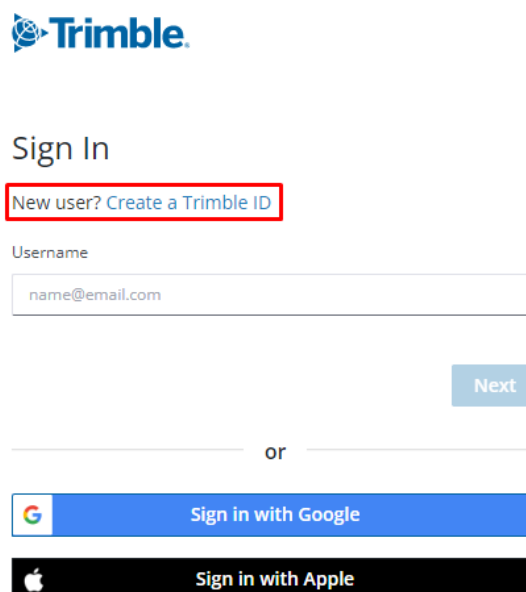 Trimble.
Sign In
New user? Create a Trimble ID
Username
name@email.com
Next
or
G Sign in with Google
Sign in with Apple